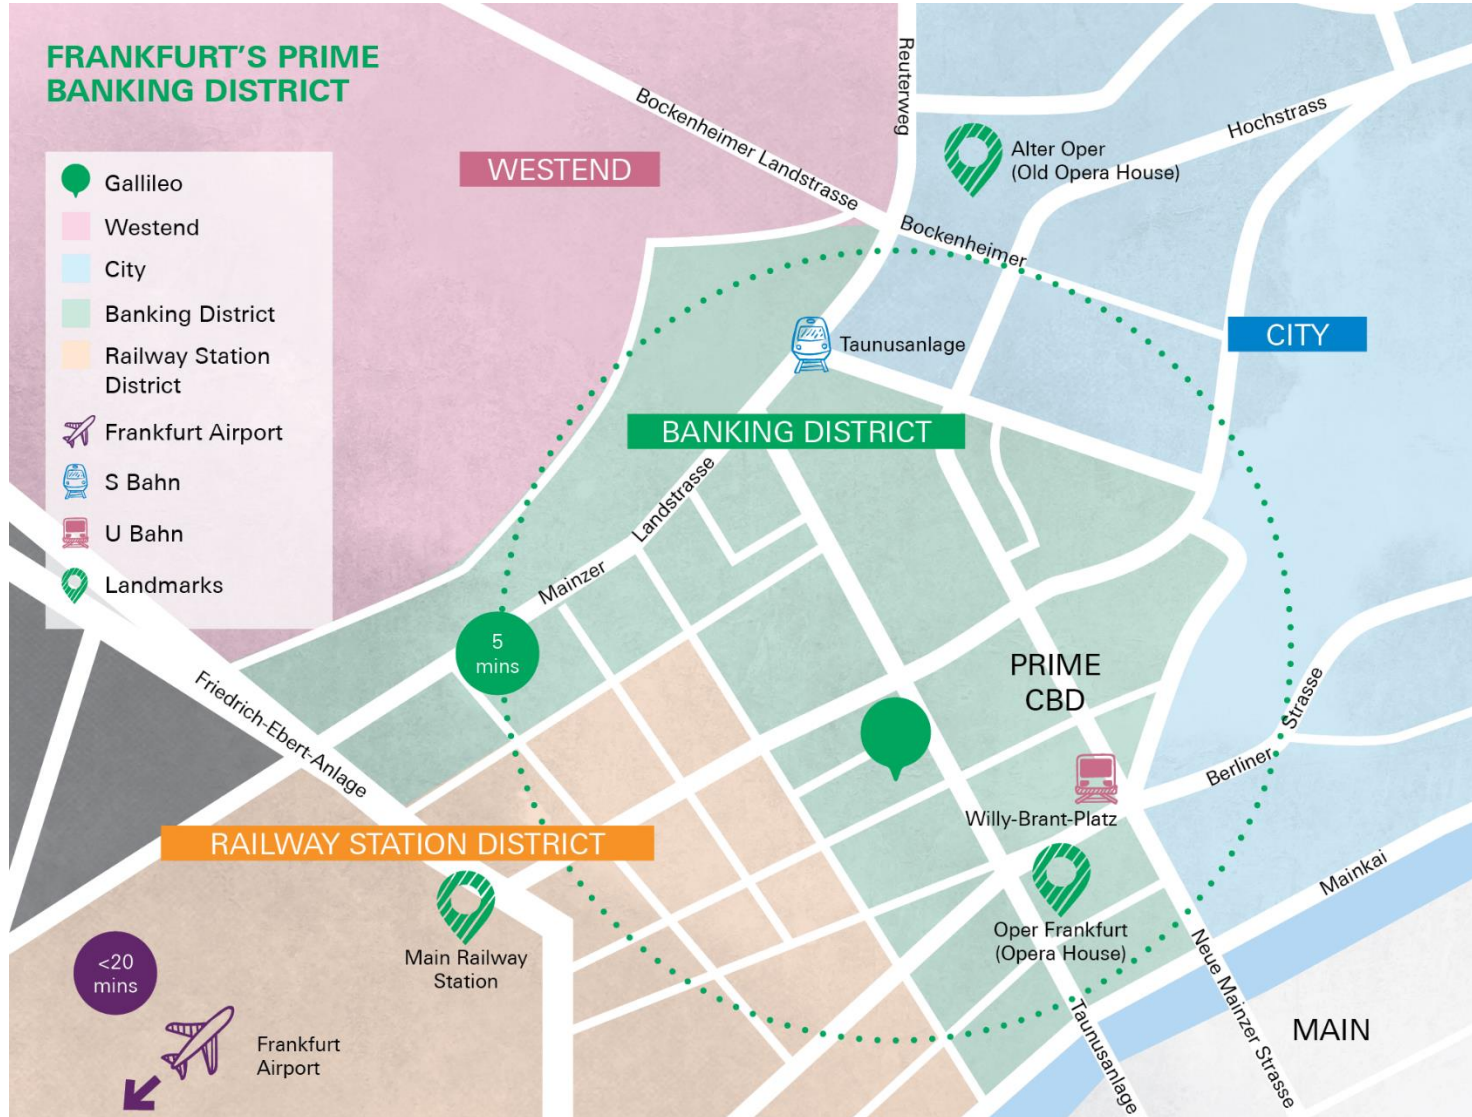 FRANKFURT'S PRIME
BANKING DISTRICT
Gallileo
Westend
City
Banking District
Railway Station
District
Frankfurt Airport
S Bahn
U Bahn
Landmarks
WESTEND
Bockenheimer Landstrasse
Reuterweg
Hochstrass
Alter Oper
(Old Opera House)
Bockenheimer
CITY
Taunusanlage
BANKING DISTRICT
Landstrasse
Mainzer
5
mins
PRIME
CBD
Friedrich-Ebert-Anlage
Berliner
Strasse
Willy-Brant-Platz
RAILWAY STATION DISTRICT
Mainkai
Main Railway
Station
Oper Frankfurt
(Opera House)
<20
mins
Neue Mainzer Strasse
Taunusanlage
MAIN
Frankfurt
Airport